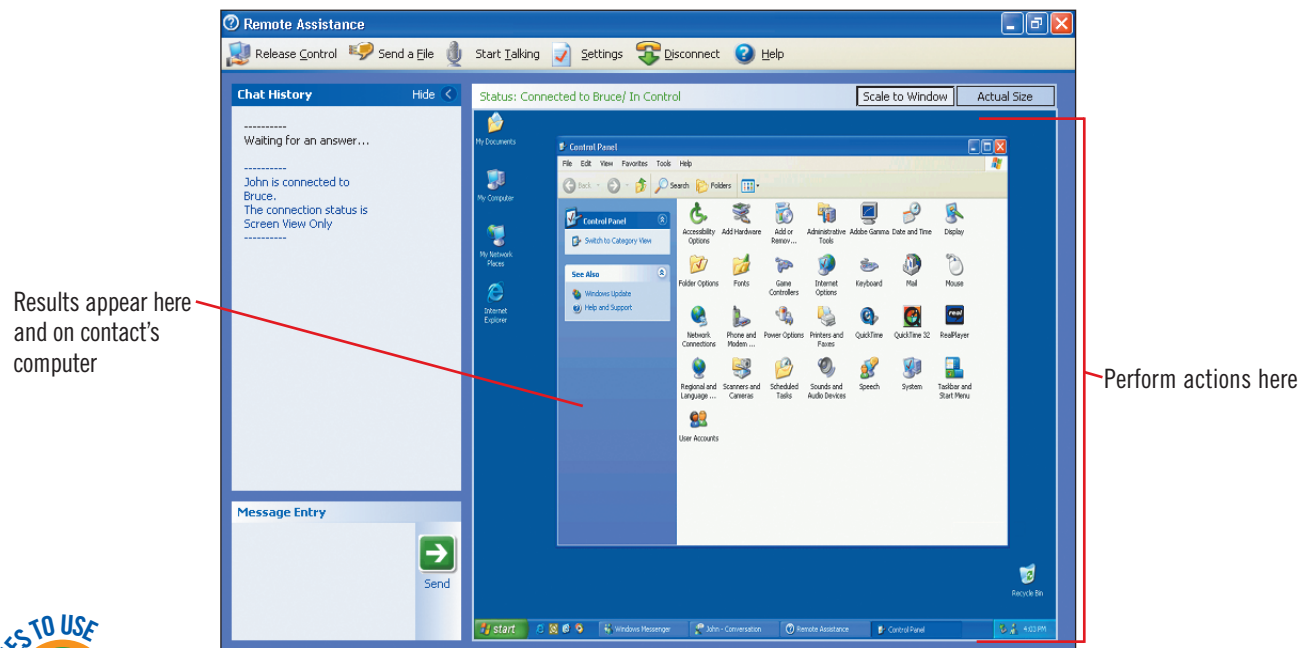 Remote Assistance
Release Control Send a File Start Talking Settings Disconnect Help
Chat History Hide
Status: Connected to Bruce/ In Control Scale to Window Actual Size
----------
Waiting for an answer...
----------
John is connected to
Bruce.
The connection status is
Screen View Only
----------
Message Entry
Send
My Documents
My Computer
My Network
Places
Internet
Explorer
Control Panel
File Edit View Favorites Tools Help
Back Search Folders
Control Panel
Switch to Category View
See Also
Windows Update
Help and Support
Accessibility
Options
Add Hardware
Add or
Remov...
Administrative
Tools
Adobe Gamma
Date and Time
Display
Folder Options
Fonts
Game
Controllers
Internet
Options
Keyboard
Mail
Mouse
Network
Connections
Phone and
Modem ...
Power Options
Printers and
Faxes
QuickTime
QuickTime 32
real
RealPlayer
Regional and
Language ...
Scanners and
Cameras
Scheduled
Tasks
Sounds and
Audio Devices
Speech
System
Taskbar and
Start Menu
User Accounts
Recycle Bin
start Windows Messenger John - Conversation Remote Assistance Control Panel 4:03 PM
Results appear here
and on contact's
computer
Perform actions here
TO USE